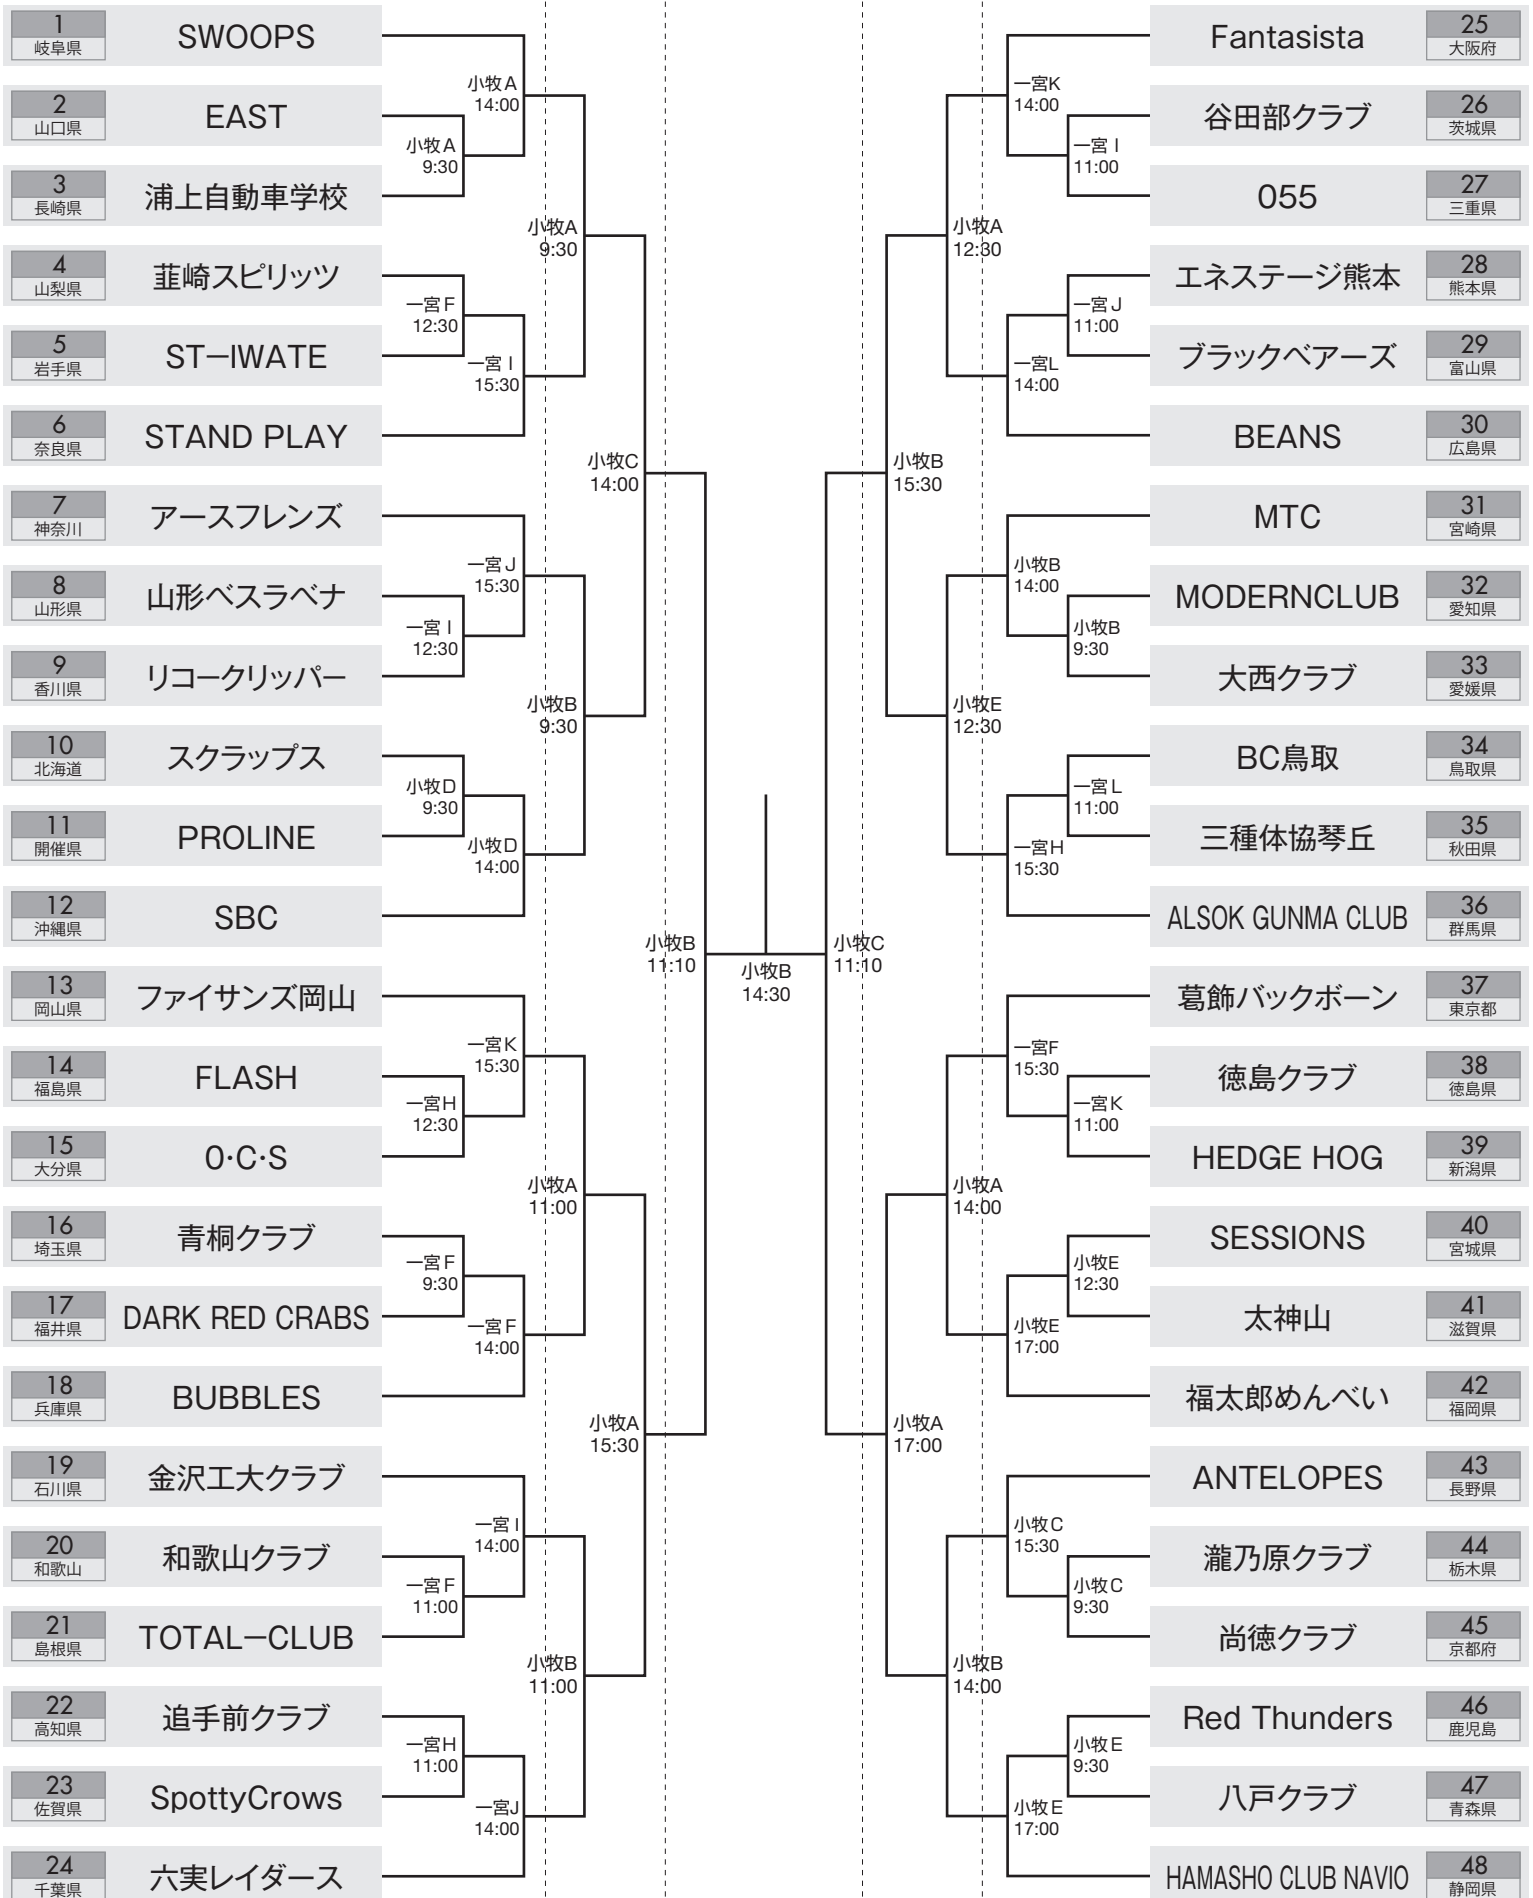 1
岐阜県
SWOOPS
2
山口県
EAST
3
長崎県
浦上自動車学校
4
山梨県
韮崎スピリッツ
5
岩手県
ST−IWATE
6
奈良県
STAND PLAY
7
神奈川
アースフレンズ
8
山形県
山形ベスラベナ
9
香川県
リコークリッパー
10
北海道
スクラップス
11
開催県
PROLINE
12
沖縄県
SBC
13
岡山県
ファイサンズ岡山
14
福島県
FLASH
15
大分県
O·C·S
16
埼玉県
青桐クラブ
17
福井県
DARK RED CRABS
18
兵庫県
BUBBLES
19
石川県
金沢工大クラブ
20
和歌山
和歌山クラブ
21
島根県
TOTAL−CLUB
22
高知県
追手前クラブ
23
佐賀県
SpottyCrows
24
千葉県
六実レイダース
小牧A
9:30
一宮F
12:30
一宮I
12:30
小牧D
9:30
一宮H
12:30
一宮F
9:30
一宮F
11:00
一宮H
11:00
小牧A
14:00
一宮I
15:30
一宮J
15:30
小牧D
14:00
一宮K
15:30
一宮F
14:00
一宮I
14:00
一宮J
14:00
小牧A
9:30
小牧B
9:30
小牧A
11:00
小牧B
11:00
小牧C
14:00
小牧A
15:30
小牧B
11:10
小牧B
14:30
小牧C
11:10
小牧B
15:30
小牧A
17:00
小牧A
12:30
小牧E
12:30
小牧A
14:00
小牧B
14:00
一宮K
14:00
一宮L
14:00
小牧B
14:00
一宮H
15:30
一宮F
15:30
小牧E
17:00
小牧C
15:30
小牧E
17:00
一宮I
11:00
一宮J
11:00
小牧B
9:30
一宮L
11:00
一宮K
11:00
小牧E
12:30
小牧C
9:30
小牧E
9:30
Fantasista
25
大阪府
谷田部クラブ
26
茨城県
055
27
三重県
エネステージ熊本
28
熊本県
ブラックベアーズ
29
富山県
BEANS
30
広島県
MTC
31
宮崎県
MODERNCLUB
32
愛知県
大西クラブ
33
愛媛県
BC鳥取
34
鳥取県
三種体協琴丘
35
秋田県
ALSOK GUNMA CLUB
36
群馬県
葛飾バックボーン
37
東京都
徳島クラブ
38
徳島県
HEDGE HOG
39
新潟県
SESSIONS
40
宮城県
太神山
41
滋賀県
福太郎めんべい
42
福岡県
ANTELOPES
43
長野県
瀧乃原クラブ
44
栃木県
尚徳クラブ
45
京都府
Red Thunders
46
鹿児島
八戸クラブ
47
青森県
HAMASHO CLUB NAVIO
48
静岡県